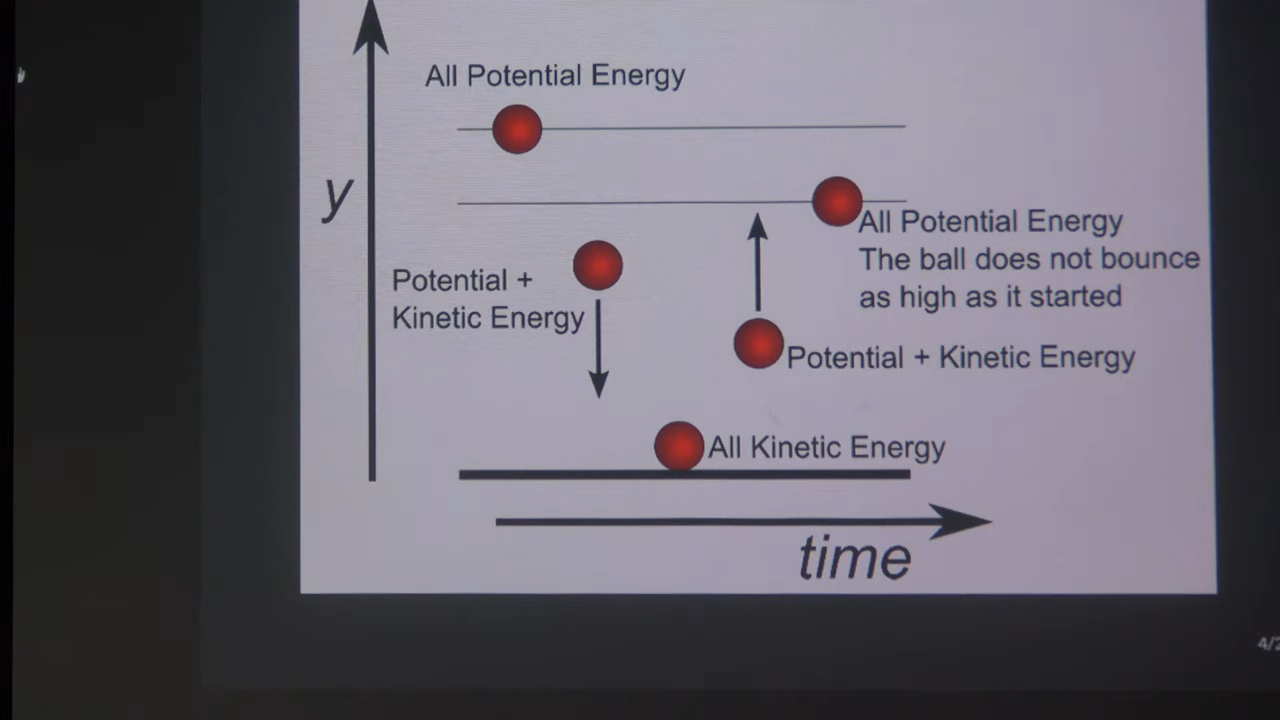 All Potential Energy
y
All Potential Energy
The ball does not bounce
as high as it started
Potential +
Kinetic Energy
Potential + Kinetic Energy
All Kinetic Energy
time